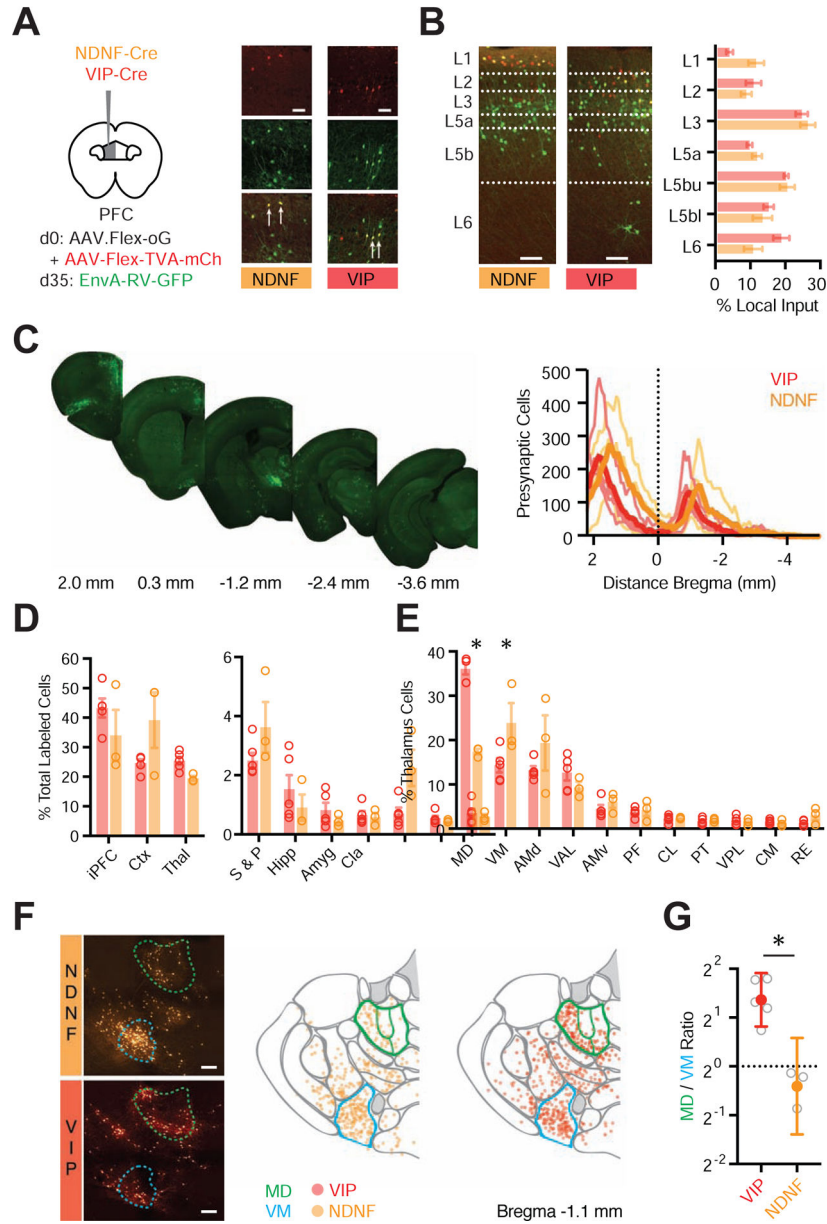 A
NDNF-Cre
VIP-Cre
PFC
d0: AAV.Flex-oG
+ AAV-Flex-TVA-mCh
d35: EnvA-RV-GFP
NDNF
VIP
B
L1
L2
L3
L5a
L5b
L6
NDNF
VIP
L1
L2
L3
L5a
L5bu
L5bl
L6
0 10 20 30
% Local Input
C
2.0 mm
0.3 mm
-1.2 mm
-2.4 mm
-3.6 mm
Presynaptic Cells
500
400
300
200
100
0
2 0 -2 -4
Distance Bregma (mm)
VIP
NDNF
D
% Total Labeled Cells
60
50
40
30
20
10
0
iPFC
Ctx
Thal
6
4
2
0
S & P
Hipp
Amyg
Cla
E
* *
% Thalamus Cells
40
30
20
10
0
MD
VM
AMd
VAL
AMv
PF
CL
PT
VPL
CM
RE
F
NDNF
VIP
MD
VM
VIP
NDNF
Bregma -1.1 mm
G
*
MD / VM Ratio
2²
2¹
2⁰
2⁻¹
2⁻²
VIP
NDNF